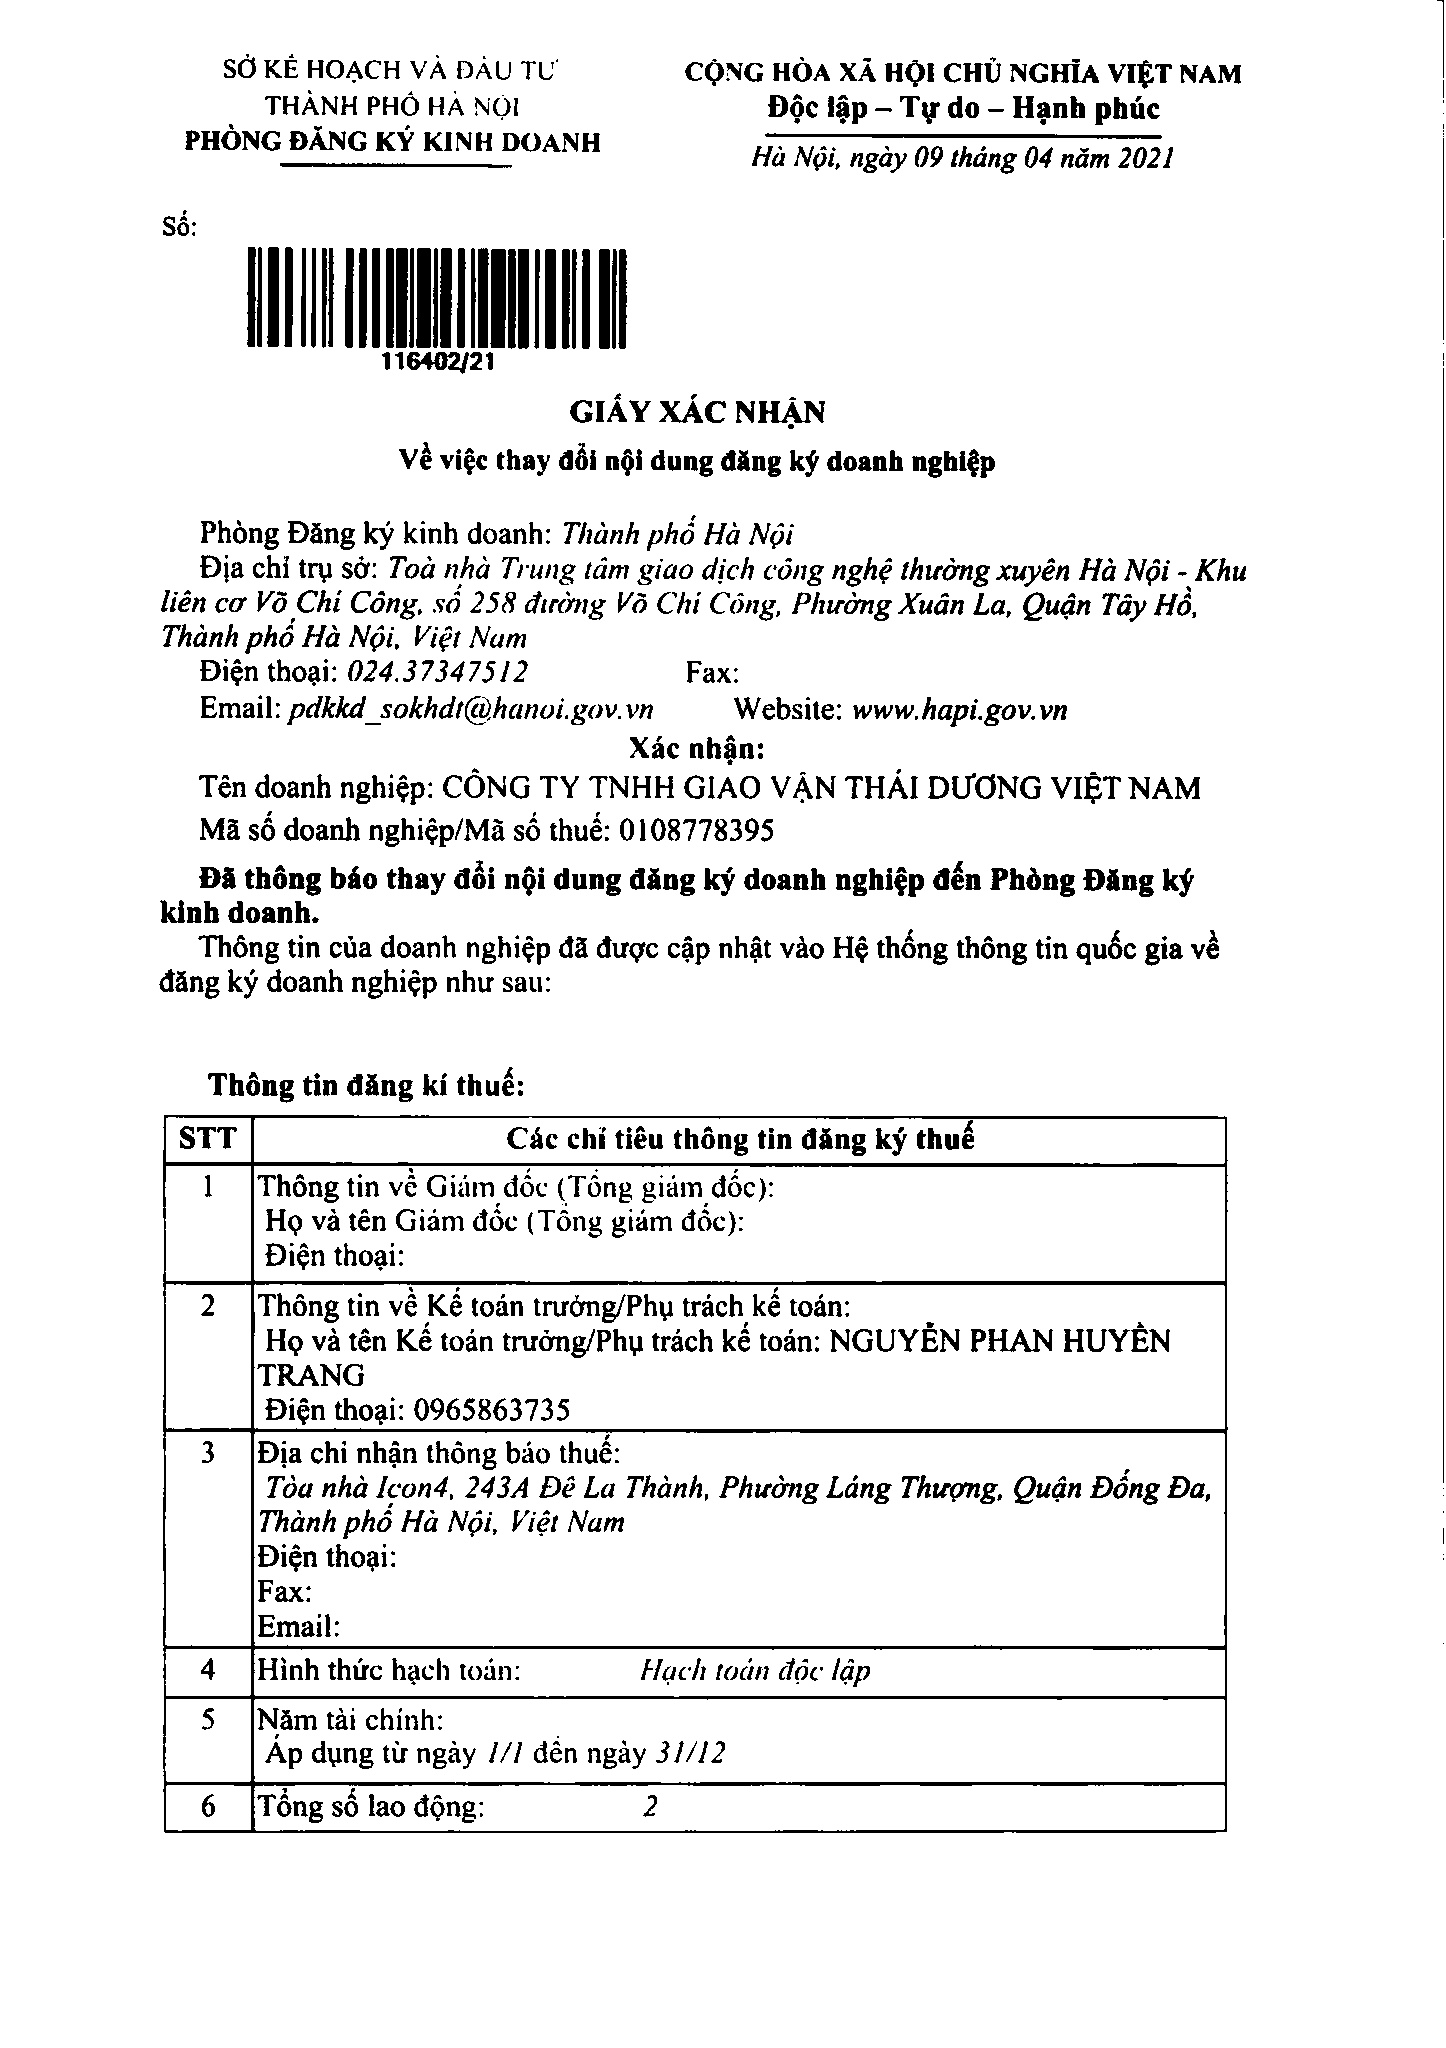 SỞ KẾ HOẠCH VÀ ĐẦU TƯ
THÀNH PHỐ HÀ NỘI
PHÒNG ĐĂNG KÝ KINH DOANH
CỘNG HÒA XÃ HỘI CHỦ NGHĨA VIỆT NAM
Độc lập – Tự do – Hạnh phúc
Hà Nội, ngày 09 tháng 04 năm 2021
Số:
116402/21
GIẤY XÁC NHẬN
Về việc thay đổi nội dung đăng ký doanh nghiệp
Phòng Đăng ký kinh doanh: Thành phố Hà Nội
Địa chỉ trụ sở: Toà nhà Trung tâm giao dịch công nghệ thường xuyên Hà Nội - Khu
liên cơ Võ Chí Công, số 258 đường Võ Chí Công, Phường Xuân La, Quận Tây Hồ,
Thành phố Hà Nội, Việt Nam
Điện thoại: 024.37347512 Fax:
Email: pdkkd_sokhdt@hanoi.gov.vn Website: www.hapi.gov.vn
Xác nhận:
Tên doanh nghiệp: CÔNG TY TNHH GIAO VẬN THÁI DƯƠNG VIỆT NAM
Mã số doanh nghiệp/Mã số thuế: 0108778395
Đã thông báo thay đổi nội dung đăng ký doanh nghiệp đến Phòng Đăng ký
kinh doanh.
Thông tin của doanh nghiệp đã được cập nhật vào Hệ thống thông tin quốc gia về
đăng ký doanh nghiệp như sau:
Thông tin đăng kí thuế:
STT Các chỉ tiêu thông tin đăng ký thuế
1 Thông tin về Giám đốc (Tổng giám đốc):
Họ và tên Giám đốc (Tổng giám đốc):
Điện thoại:
2 Thông tin về Kế toán trưởng/Phụ trách kế toán:
Họ và tên Kế toán trưởng/Phụ trách kế toán: NGUYỄN PHAN HUYỀN
TRANG
Điện thoại: 0965863735
3 Địa chỉ nhận thông báo thuế:
Tòa nhà Icon4, 243A Đê La Thành, Phường Láng Thượng, Quận Đống Đa,
Thành phố Hà Nội, Việt Nam
Điện thoại:
Fax:
Email:
4 Hình thức hạch toán: Hạch toán độc lập
5 Năm tài chính:
Áp dụng từ ngày 1/1 đến ngày 31/12
6 Tổng số lao động: 2